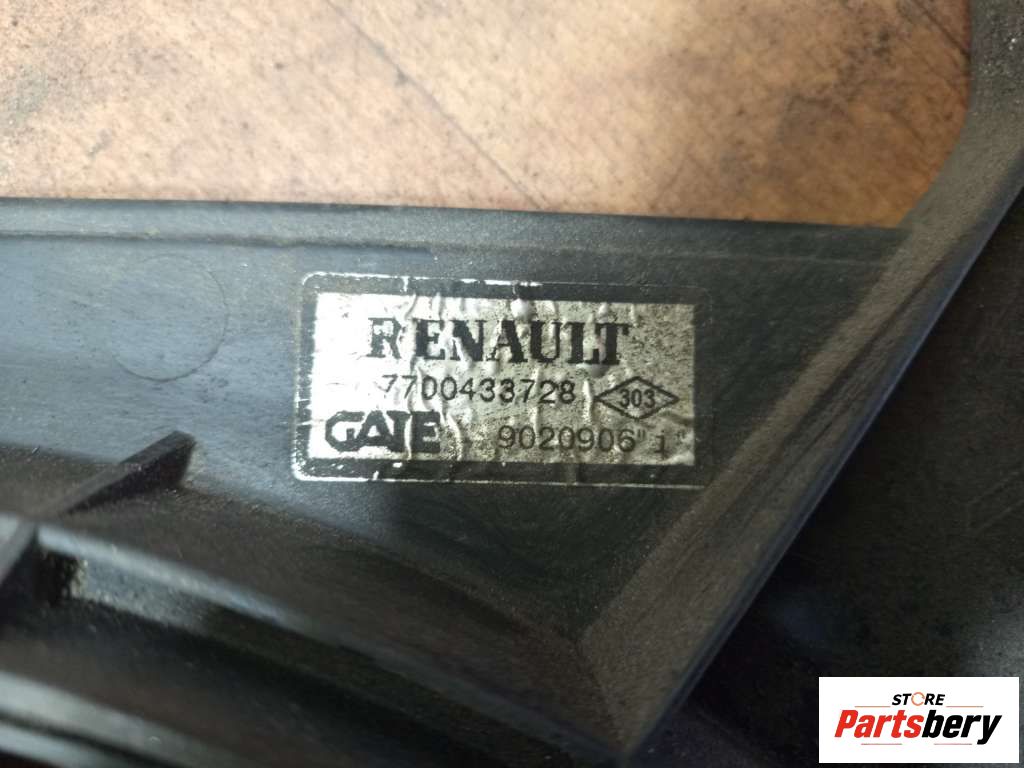 RENAULT
7700433728 303
GATE 9020906"i"
STORE
Partsbery